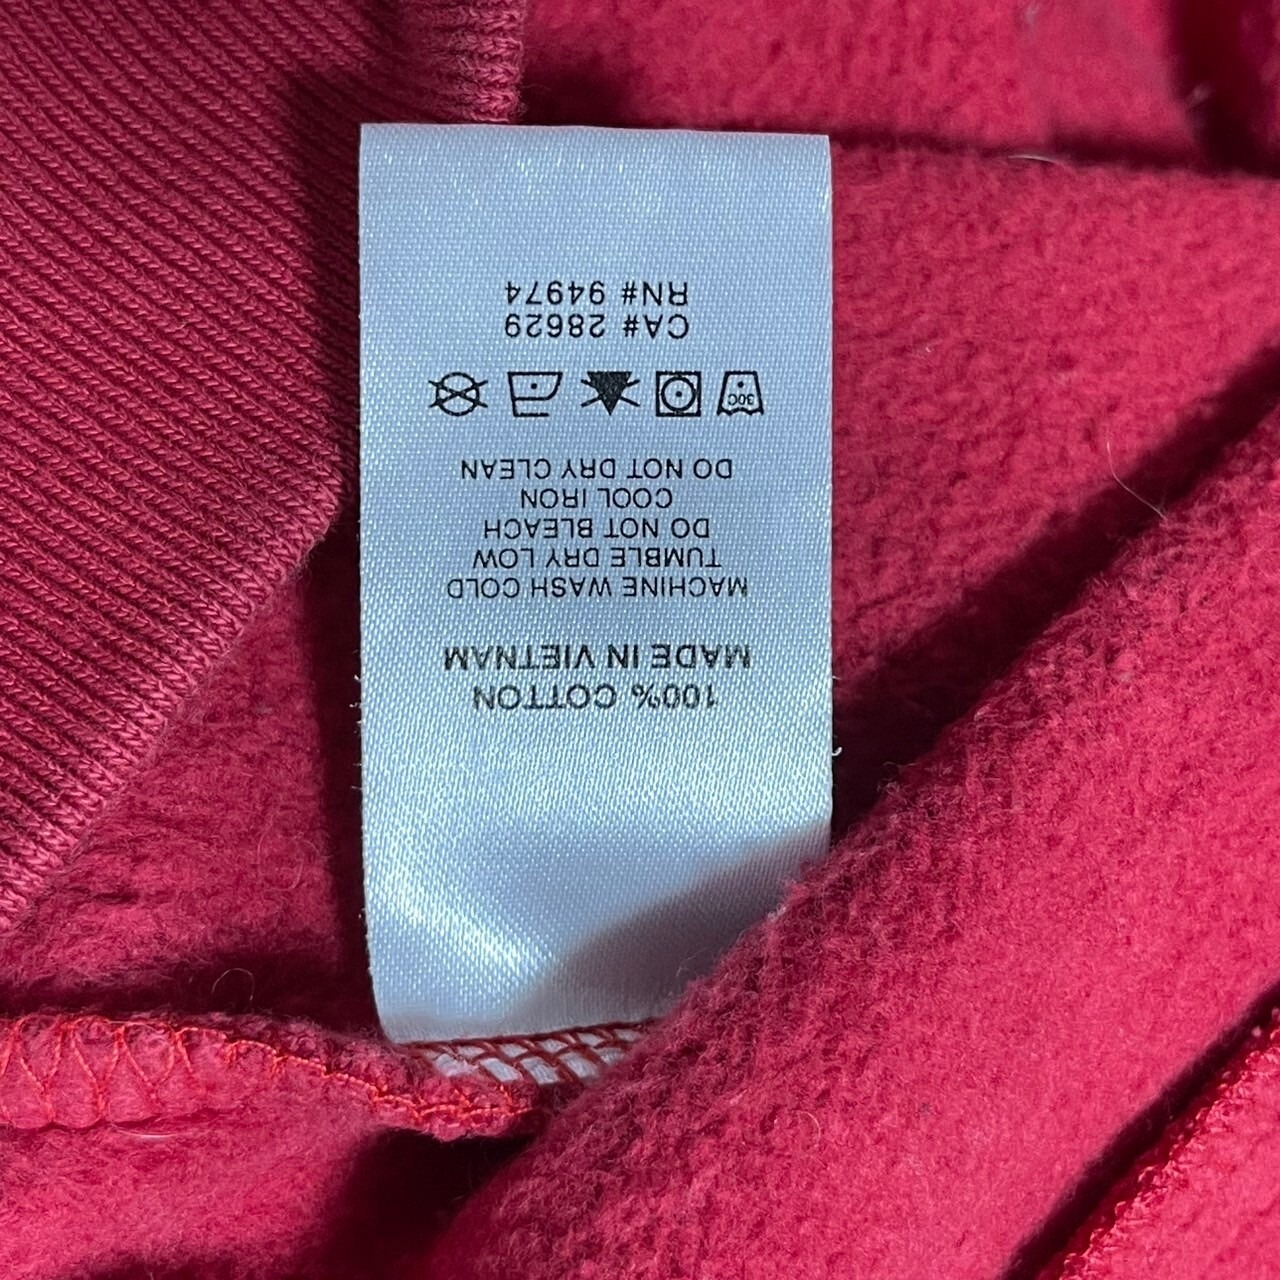 100% COTTON
MADE IN VIETNAM
MACHINE WASH COLD
TUMBLE DRY LOW
DO NOT BLEACH
COOL IRON
DO NOT DRY CLEAN
30C
CA# 28629
RN# 94974